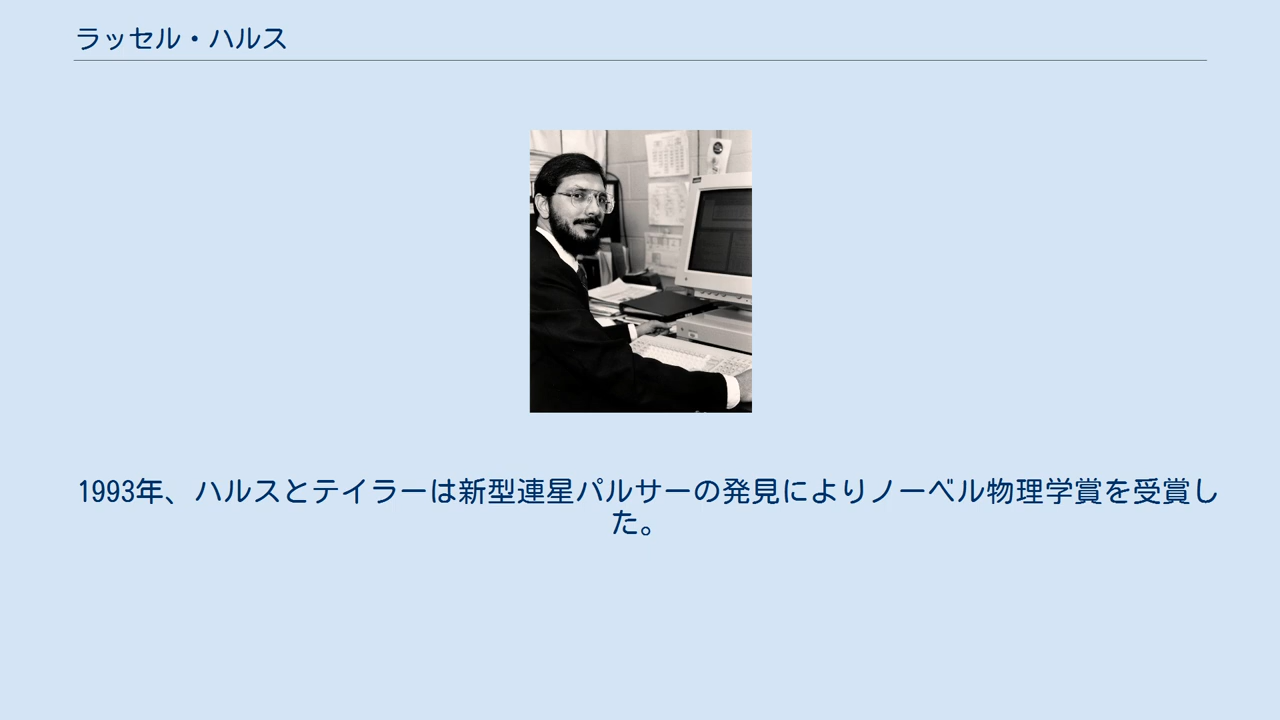 ラッセル・ハルス
1993年、ハルスとテイラーは新型連星パルサーの発見によりノーベル物理学賞を受賞し
た。